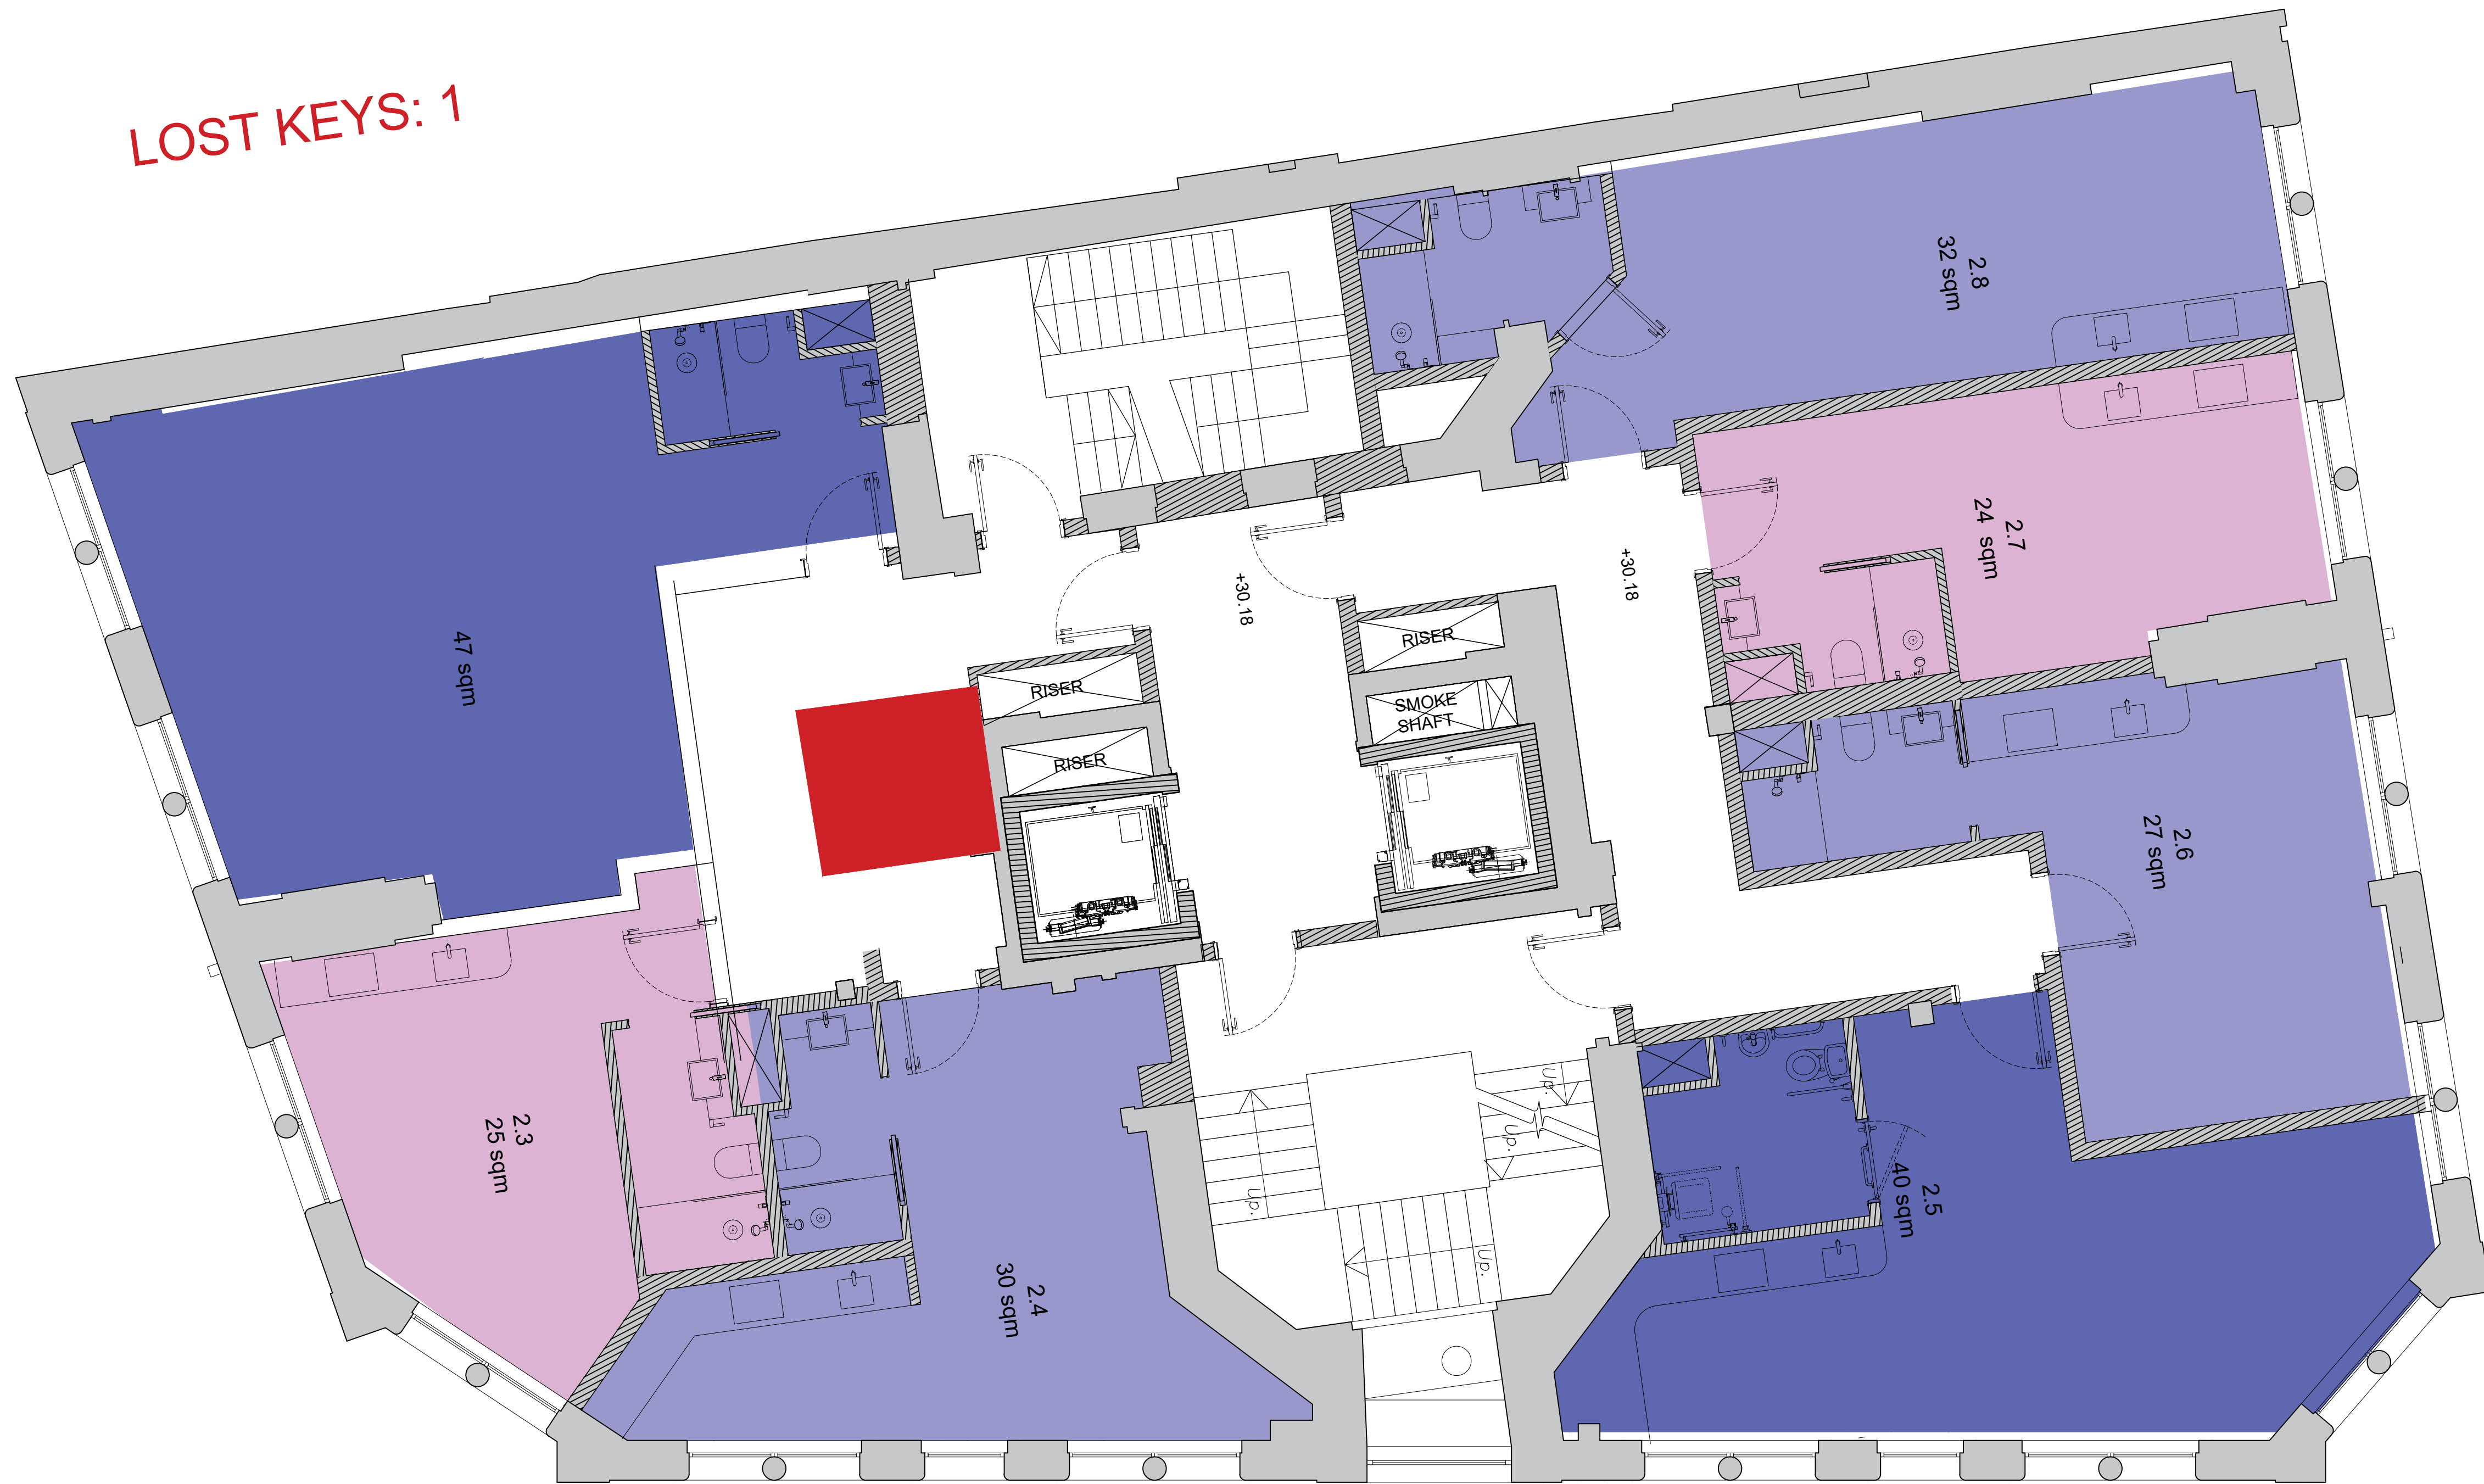 LOST KEYS: 1
2.8
32 sqm
2.7
24 sqm
+30.18
+30.18
47 sqm
RISER
RISER
SMOKE
SHAFT
RISER
2.6
27 sqm
2.3
25 sqm
up.
up.
up.
up.
2.5
40 sqm
2.4
30 sqm